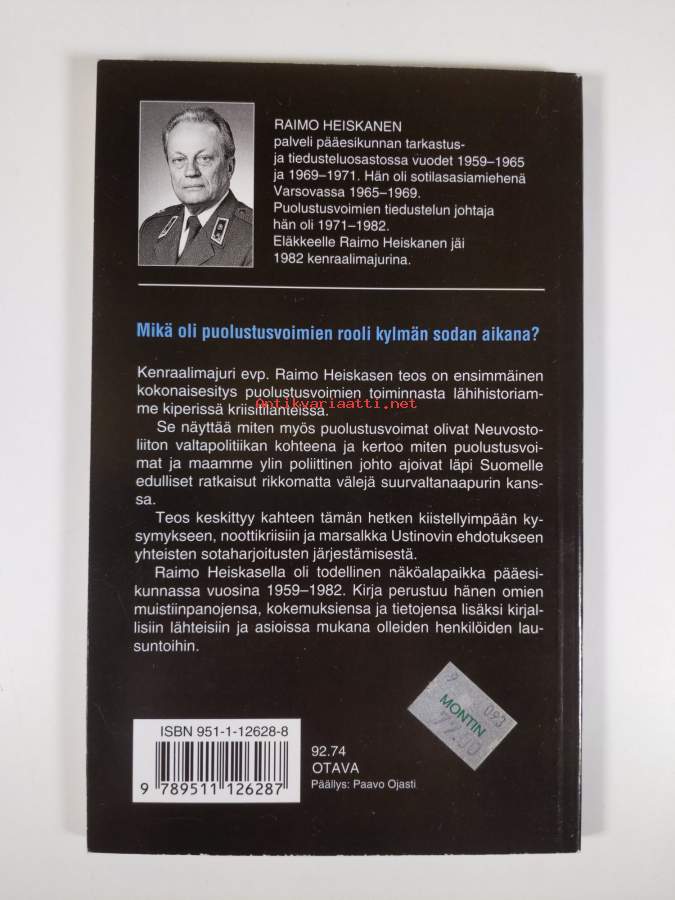 RAIMO HEISKANEN
palveli pääesikunnan tarkastus-
ja tiedusteluosastossa vuodet 1959–1965
ja 1969–1971. Hän oli sotilasasiamiehenä
Varsovassa 1965–1969.
Puolustusvoimien tiedustelun johtaja
hän oli 1971–1982.
Eläkkeelle Raimo Heiskanen jäi
1982 kenraalimajurina.
Mikä oli puolustusvoimien rooli kylmän sodan aikana?
Kenraalimajuri evp. Raimo Heiskasen teos on ensimmäinen
kokonaisesitys puolustusvoimien toiminnasta lähihistoriam-
me kiperissä kriisitilanteissa.
Antikvariaatti.net
Se näyttää miten myös puolustusvoimat olivat Neuvosto-
liiton valtapolitiikan kohteena ja kertoo miten puolustusvoi-
mat ja maamme ylin poliittinen johto ajoivat läpi Suomelle
edulliset ratkaisut rikkomatta välejä suurvaltanaapurin kans-
sa.
Teos keskittyy kahteen tämän hetken kiistellyimpään ky-
symykseen, noottikriisiin ja marsalkka Ustinovin ehdotukseen
yhteisten sotaharjoitusten järjestämisestä.
Raimo Heiskasella oli todellinen näköalapaikka pääesi-
kunnassa vuosina 1959–1982. Kirja perustuu hänen omien
muistiinpanojensa, kokemuksiensa ja tietojensa lisäksi kirjal-
lisiin lähteisiin ja asioissa mukana olleiden henkilöiden lau-
suntoihin.
9 093
MONTIN
77.00
ISBN 951-1-12628-8
9 789511 126287
92.74
OTAVA
Päällys: Paavo Ojasti